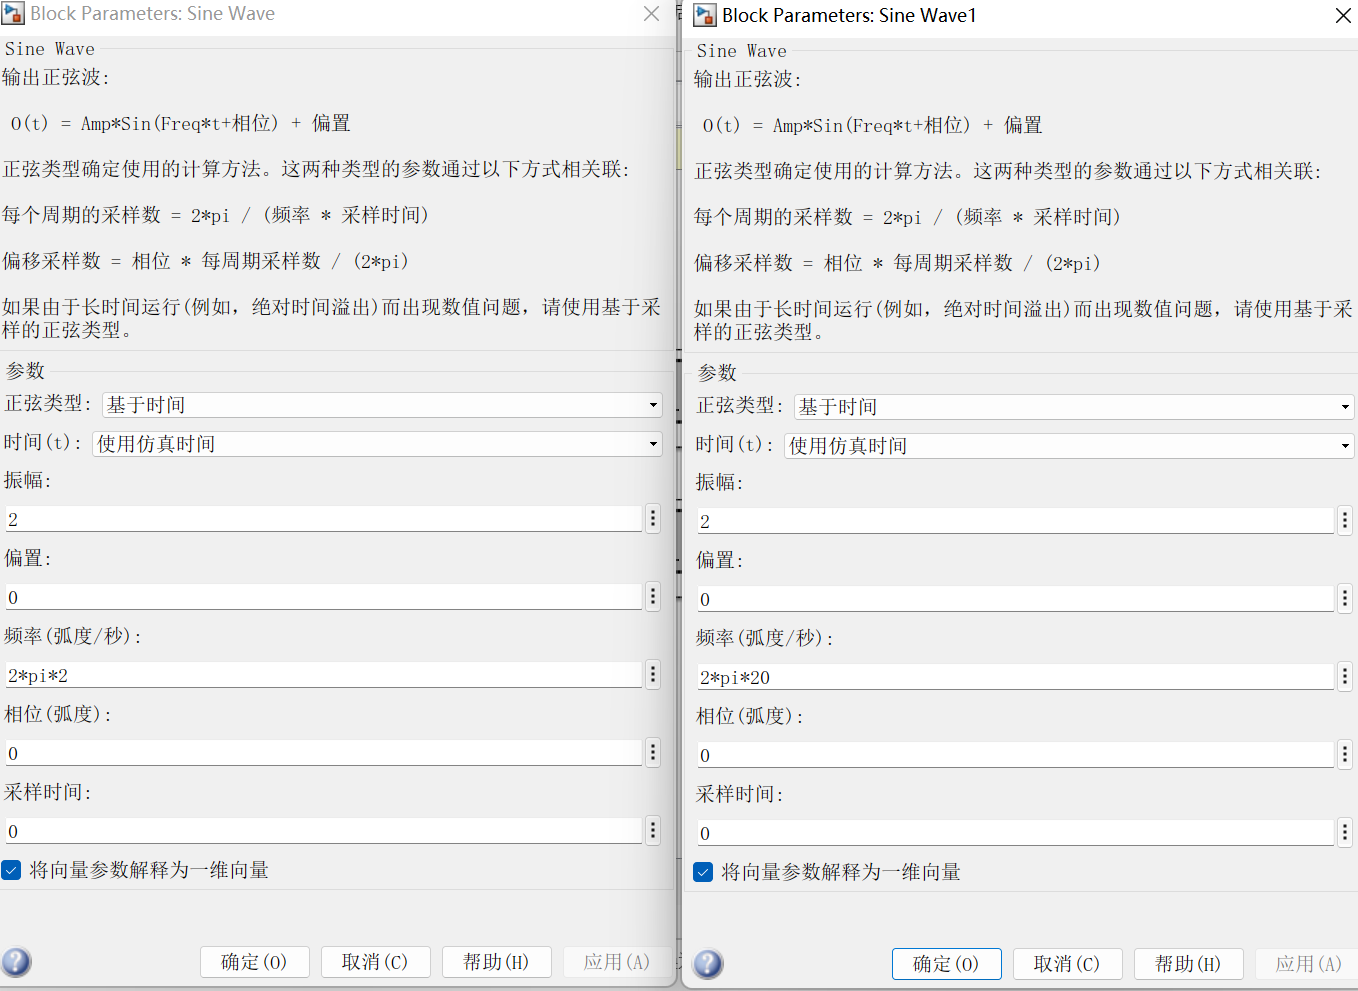 Block Parameters: Sine Wave
Sine Wave
输出正弦波:
O(t) = Amp*Sin(Freq*t+相位) + 偏置
正弦类型确定使用的计算方法。这两种类型的参数通过以下方式相关联:
每个周期的采样数 = 2*pi / (频率 * 采样时间)
偏移采样数 = 相位 * 每周期采样数 / (2*pi)
如果由于长时间运行(例如, 绝对时间溢出)而出现数值问题, 请使用基于采
样的正弦类型。
参数
正弦类型: 基于时间
时间(t): 使用仿真时间
振幅:
2
偏置:
0
频率(弧度/秒):
2*pi*2
相位(弧度):
0
采样时间:
0
将向量参数解释为一维向量
确定(O) 取消(C) 帮助(H) 应用(A)
Block Parameters: Sine Wave1
Sine Wave
输出正弦波:
O(t) = Amp*Sin(Freq*t+相位) + 偏置
正弦类型确定使用的计算方法。这两种类型的参数通过以下方式相关联:
每个周期的采样数 = 2*pi / (频率 * 采样时间)
偏移采样数 = 相位 * 每周期采样数 / (2*pi)
如果由于长时间运行(例如, 绝对时间溢出)而出现数值问题, 请使用基于采
样的正弦类型。
参数
正弦类型: 基于时间
时间(t): 使用仿真时间
振幅:
2
偏置:
0
频率(弧度/秒):
2*pi*20
相位(弧度):
0
采样时间:
0
将向量参数解释为一维向量
确定(O) 取消(C) 帮助(H) 应用(A)